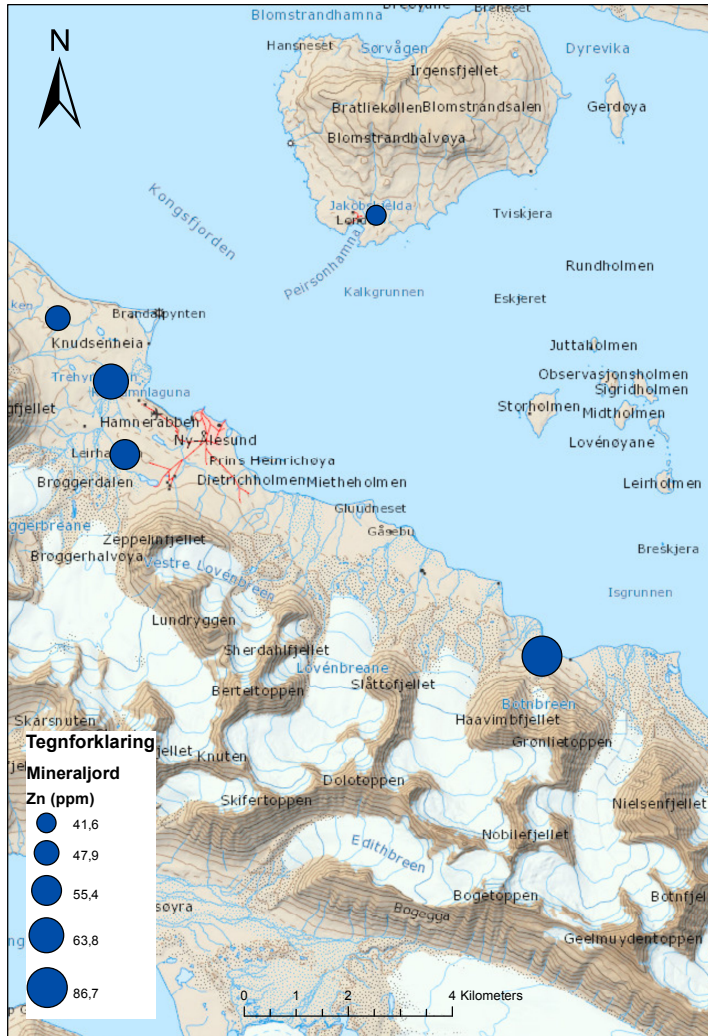 Breøyane
Breneset
Blomstrandhamna
Hansneset
Sørvågen
Dyrevika
N
Irgensfjellet
Bratliekollen
Blomstrandsalen
Gerdøya
Blomstrandhalvøya
Kongsfjorden
Tviskjera
Peirsonhamna
Rundholmen
Kalkgrunnen
Eskjeret
Brandalpynten
Knudsenheia
Juttaholmen
Observasjonsholmen
Sigridholmen
Storholmen
Midtholmen
Hamnerabben
Ny-Ålesund
Lovénøyane
Prins Heinrichøya
Brøggerdalen
Dietrichholmen
Mietheholmen
Leirholmen
Gluudneset
Gåsebu
Zeppelinfjellet
Breskjera
Brøggerhalvøya
Vestre Lovénbreen
Isgrunnen
Lundryggen
Sherdahlfjellet
Lovénbreane
Slåttofjellet
Berteltoppen
Botnbreen
Haavimbfjellet
Skarsnuten
Grønlietoppen
Knuten
Dolotoppen
Skifertoppen
Nielsenfjellet
Nobilefjellet
Edithbreen
Bogetoppen
Bogegga
Geelmuydentoppen
Tegnforklaring
Mineraljord
Zn (ppm)
41,6
47,9
55,4
63,8
86,7
0 1 2 4 Kilometers